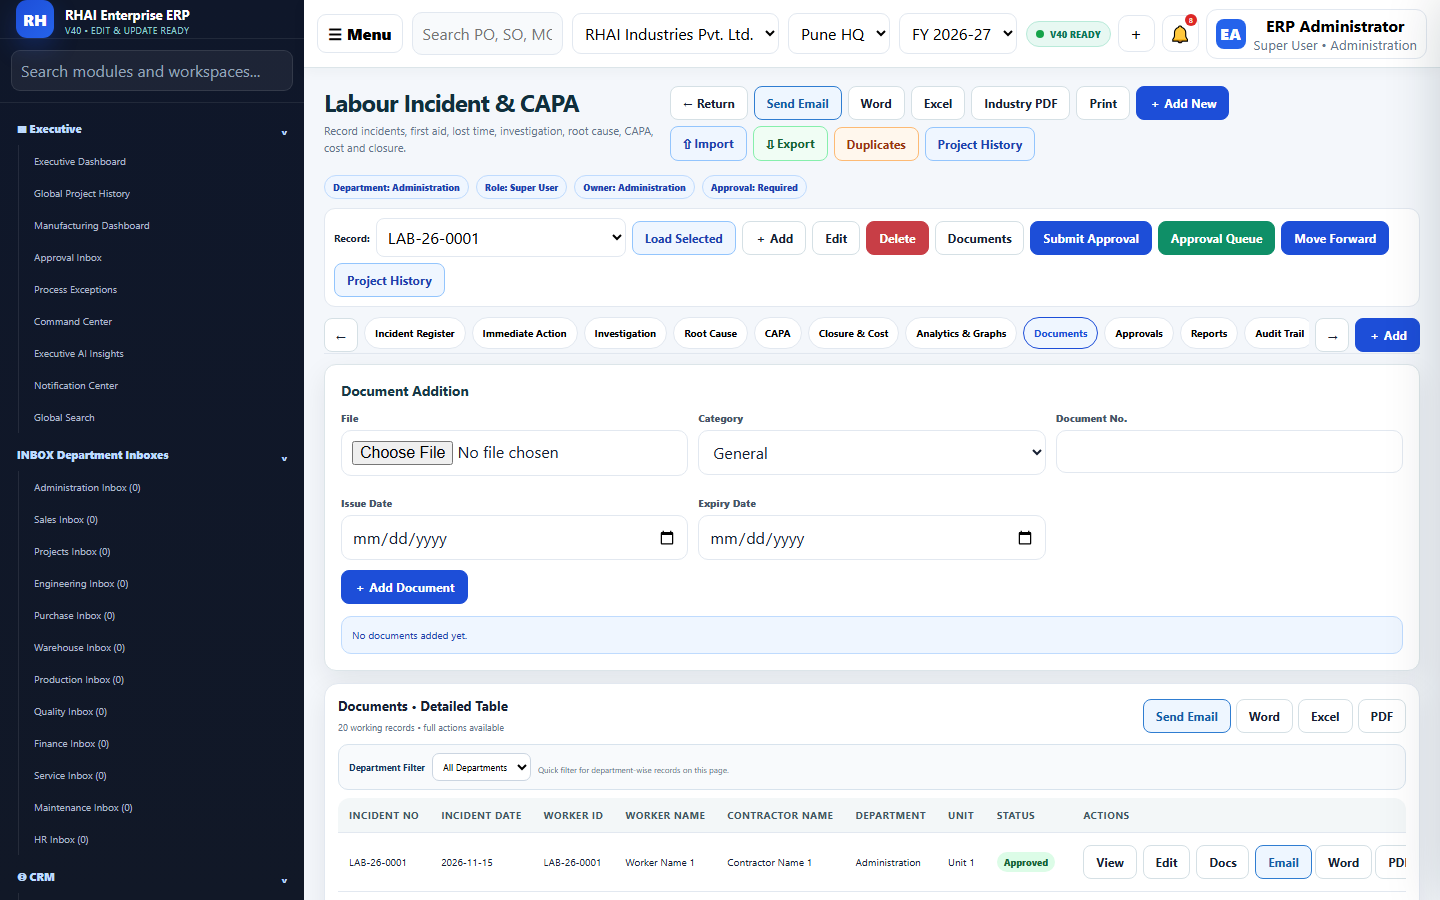 RH
RHAI Enterprise ERP
V40 • EDIT & UPDATE READY
Search modules and workspaces...
Executive
Executive Dashboard
Global Project History
Manufacturing Dashboard
Approval Inbox
Process Exceptions
Command Center
Executive AI Insights
Notification Center
Global Search
INBOX Department Inboxes
Administration Inbox (0)
Sales Inbox (0)
Projects Inbox (0)
Engineering Inbox (0)
Purchase Inbox (0)
Warehouse Inbox (0)
Production Inbox (0)
Quality Inbox (0)
Finance Inbox (0)
Service Inbox (0)
Maintenance Inbox (0)
HR Inbox (0)
CRM
☰ Menu
Search PO, SO, MO
RHAI Industries Pvt. Ltd.
Pune HQ
FY 2026-27
V40 READY
+
8
EA
ERP Administrator
Super User • Administration
Labour Incident & CAPA
Record incidents, first aid, lost time, investigation, root cause, CAPA,
cost and closure.
← Return
Send Email
Word
Excel
Industry PDF
Print
+ Add New
⇧ Import
⇩ Export
Duplicates
Project History
Department: Administration
Role: Super User
Owner: Administration
Approval: Required
Record:
LAB-26-0001
Load Selected
+ Add
Edit
Delete
Documents
Submit Approval
Approval Queue
Move Forward
Project History
←
Incident Register
Immediate Action
Investigation
Root Cause
CAPA
Closure & Cost
Analytics & Graphs
Documents
Approvals
Reports
Audit Trail
→
+ Add
Document Addition
File
Category
Document No.
Choose File No file chosen
General
Issue Date
Expiry Date
mm/dd/yyyy
mm/dd/yyyy
+ Add Document
No documents added yet.
Documents • Detailed Table
20 working records • full actions available
Send Email
Word
Excel
PDF
Department Filter
All Departments
Quick filter for department-wise records on this page.
INCIDENT NO INCIDENT DATE WORKER ID WORKER NAME CONTRACTOR NAME DEPARTMENT UNIT STATUS ACTIONS
LAB-26-0001 2026-11-15 LAB-26-0001 Worker Name 1 Contractor Name 1 Administration Unit 1 Approved View Edit Docs Email Word PDF